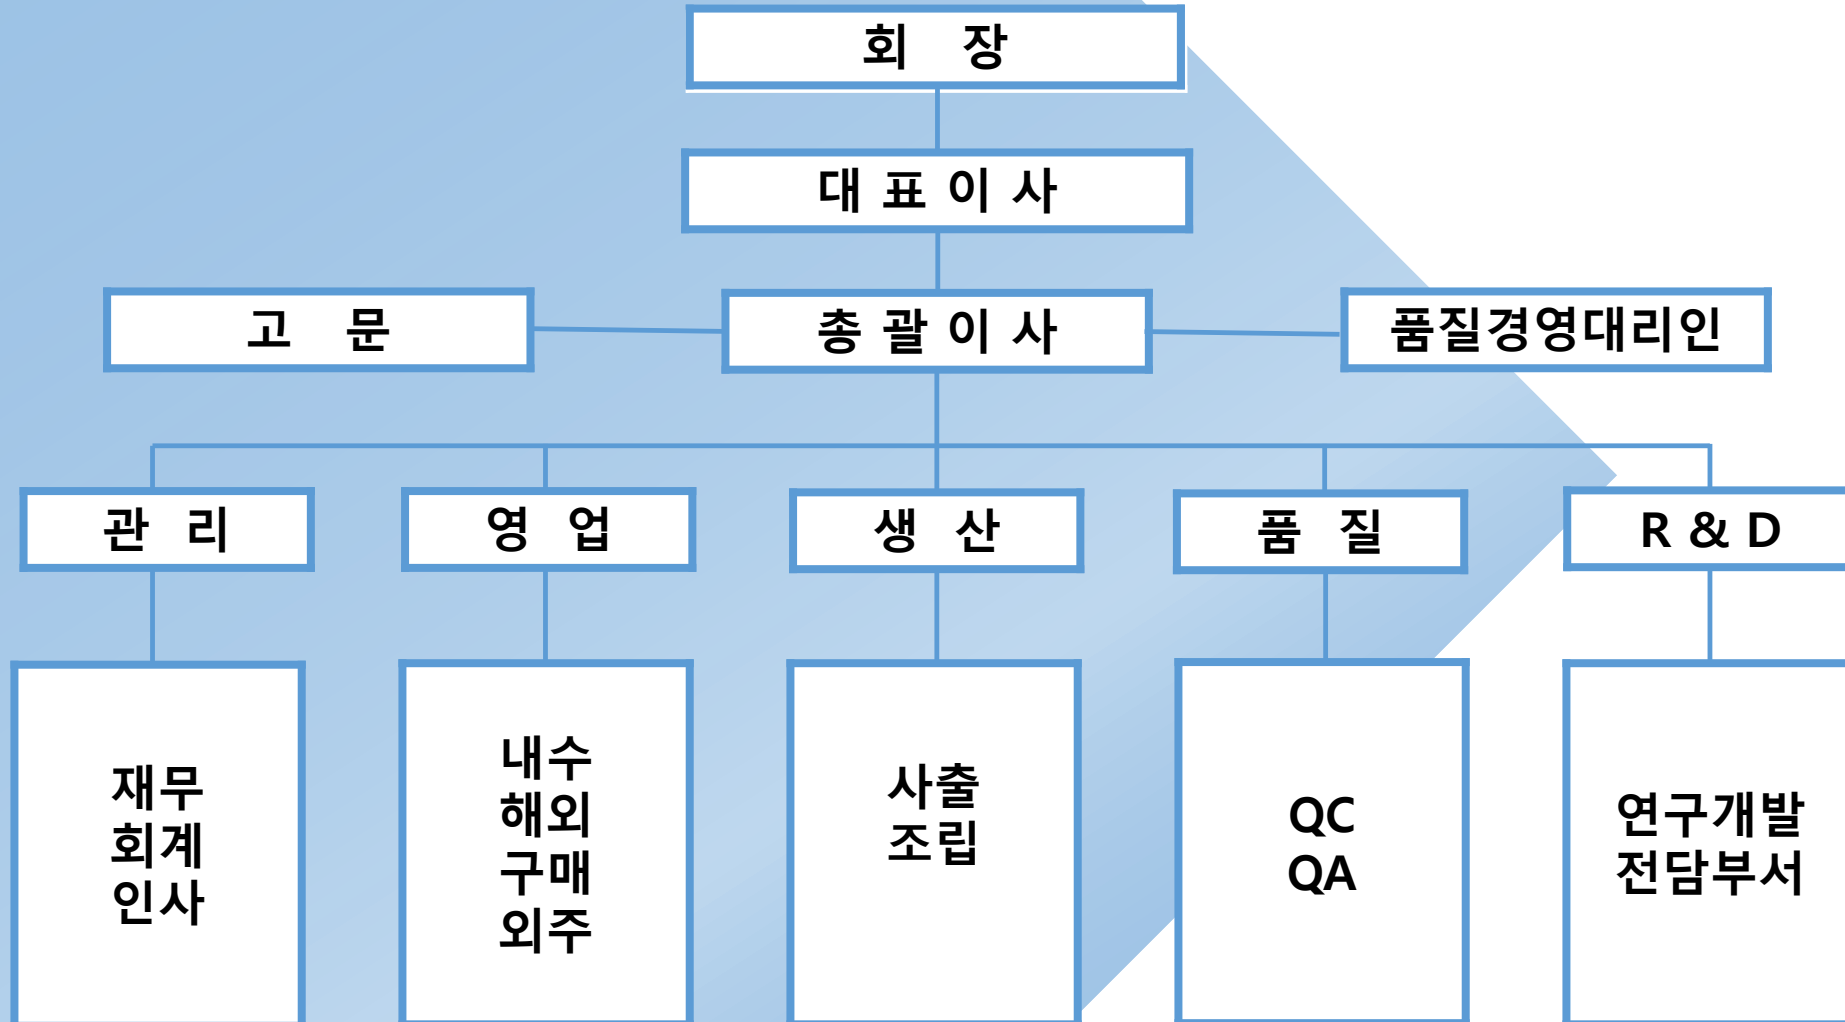 회 장
대 표 이 사
고 문
총 괄 이 사
품질경영대리인
관 리
영 업
생 산
품 질
R & D
재무
회계
인사
내수
해외
구매
외주
사출
조립
QC
QA
연구개발
전담부서